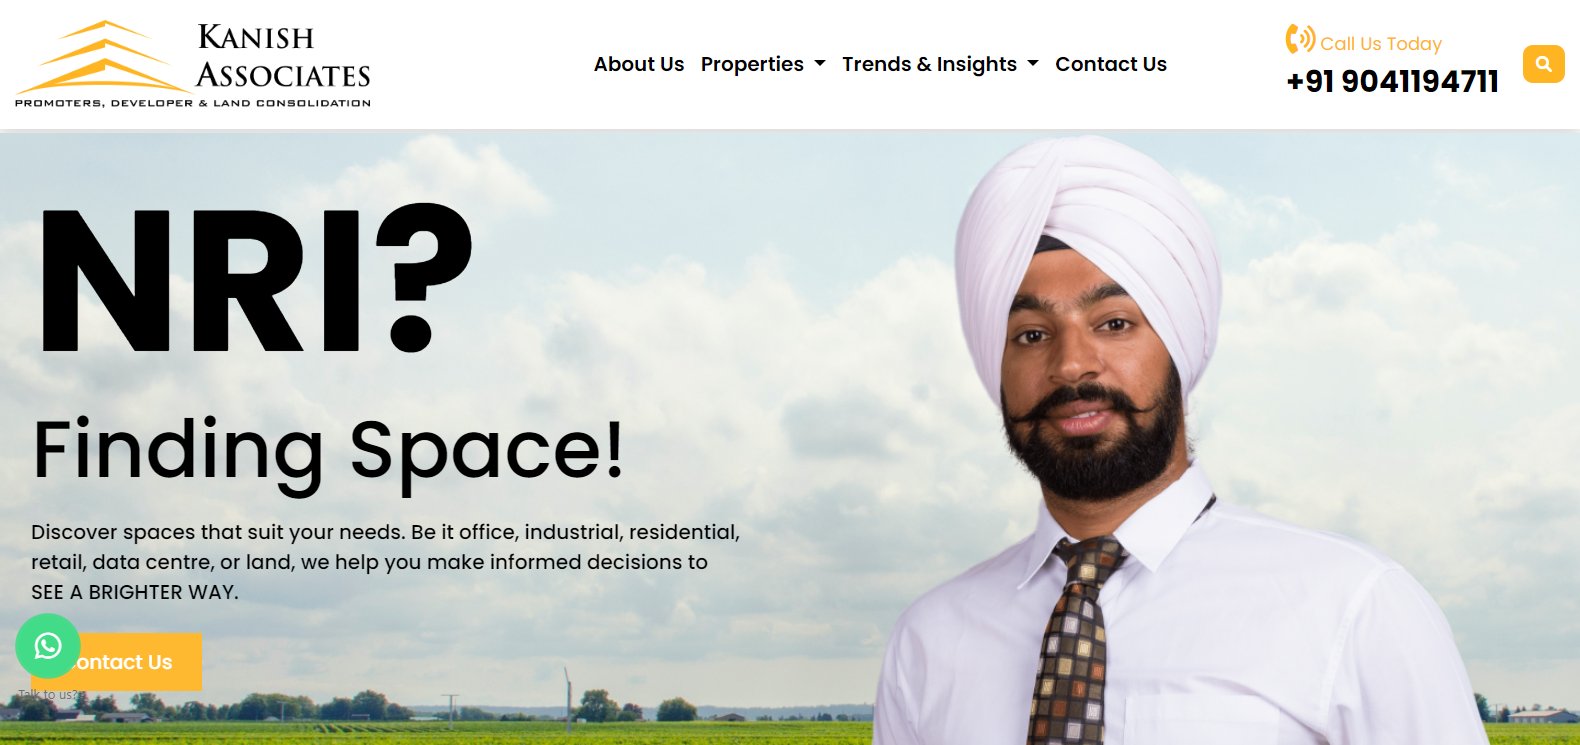 KANISH
ASSOCIATES
PROMOTERS, DEVELOPER & LAND CONSOLIDATION
About Us
Properties
Trends & Insights
Contact Us
Call Us Today
+91 9041194711
NRI?
Finding Space!
Discover spaces that suit your needs. Be it office, industrial, residential,
retail, data centre, or land, we help you make informed decisions to
SEE A BRIGHTER WAY.
ontact Us
Talk to us?